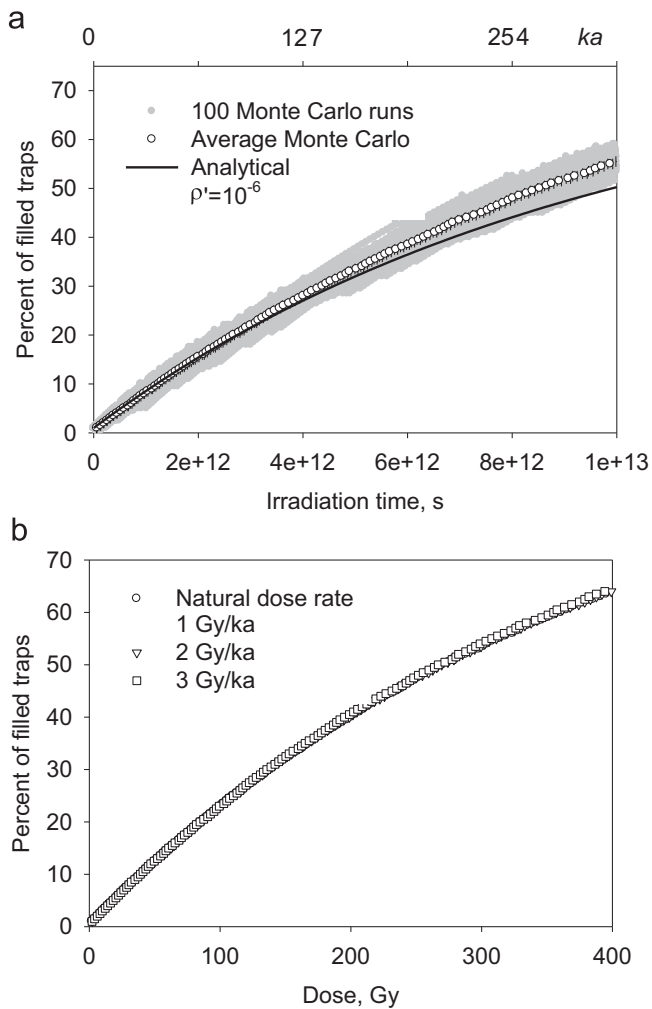 a
0 127 254 ka
70
60
50
40
30
20
10
0
Percent of filled traps
100 Monte Carlo runs
Average Monte Carlo
Analytical
ρ'=10⁻⁶
0 2e+12 4e+12 6e+12 8e+12 1e+13
Irradiation time, s
b
70
60
50
40
30
20
10
0
Percent of filled traps
Natural dose rate
1 Gy/ka
2 Gy/ka
3 Gy/ka
0 100 200 300 400
Dose, Gy